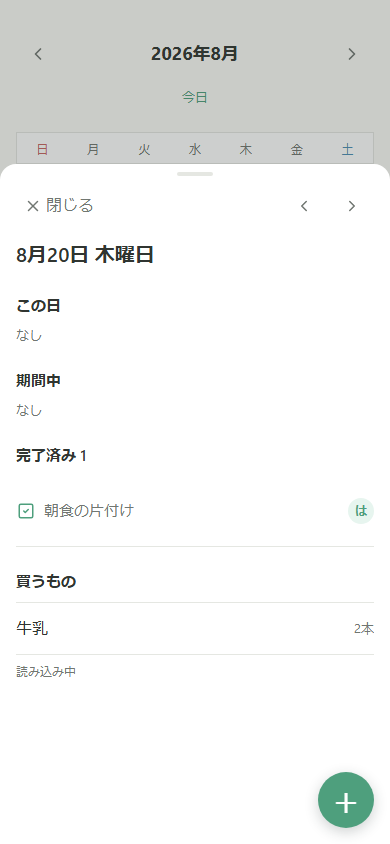 2026年8月
今日
日 月 火 水 木 金 土
閉じる
8月20日 木曜日
この日
なし
期間中
なし
完了済み 1
朝食の片付け は
買うもの
牛乳 2本
読み込み中